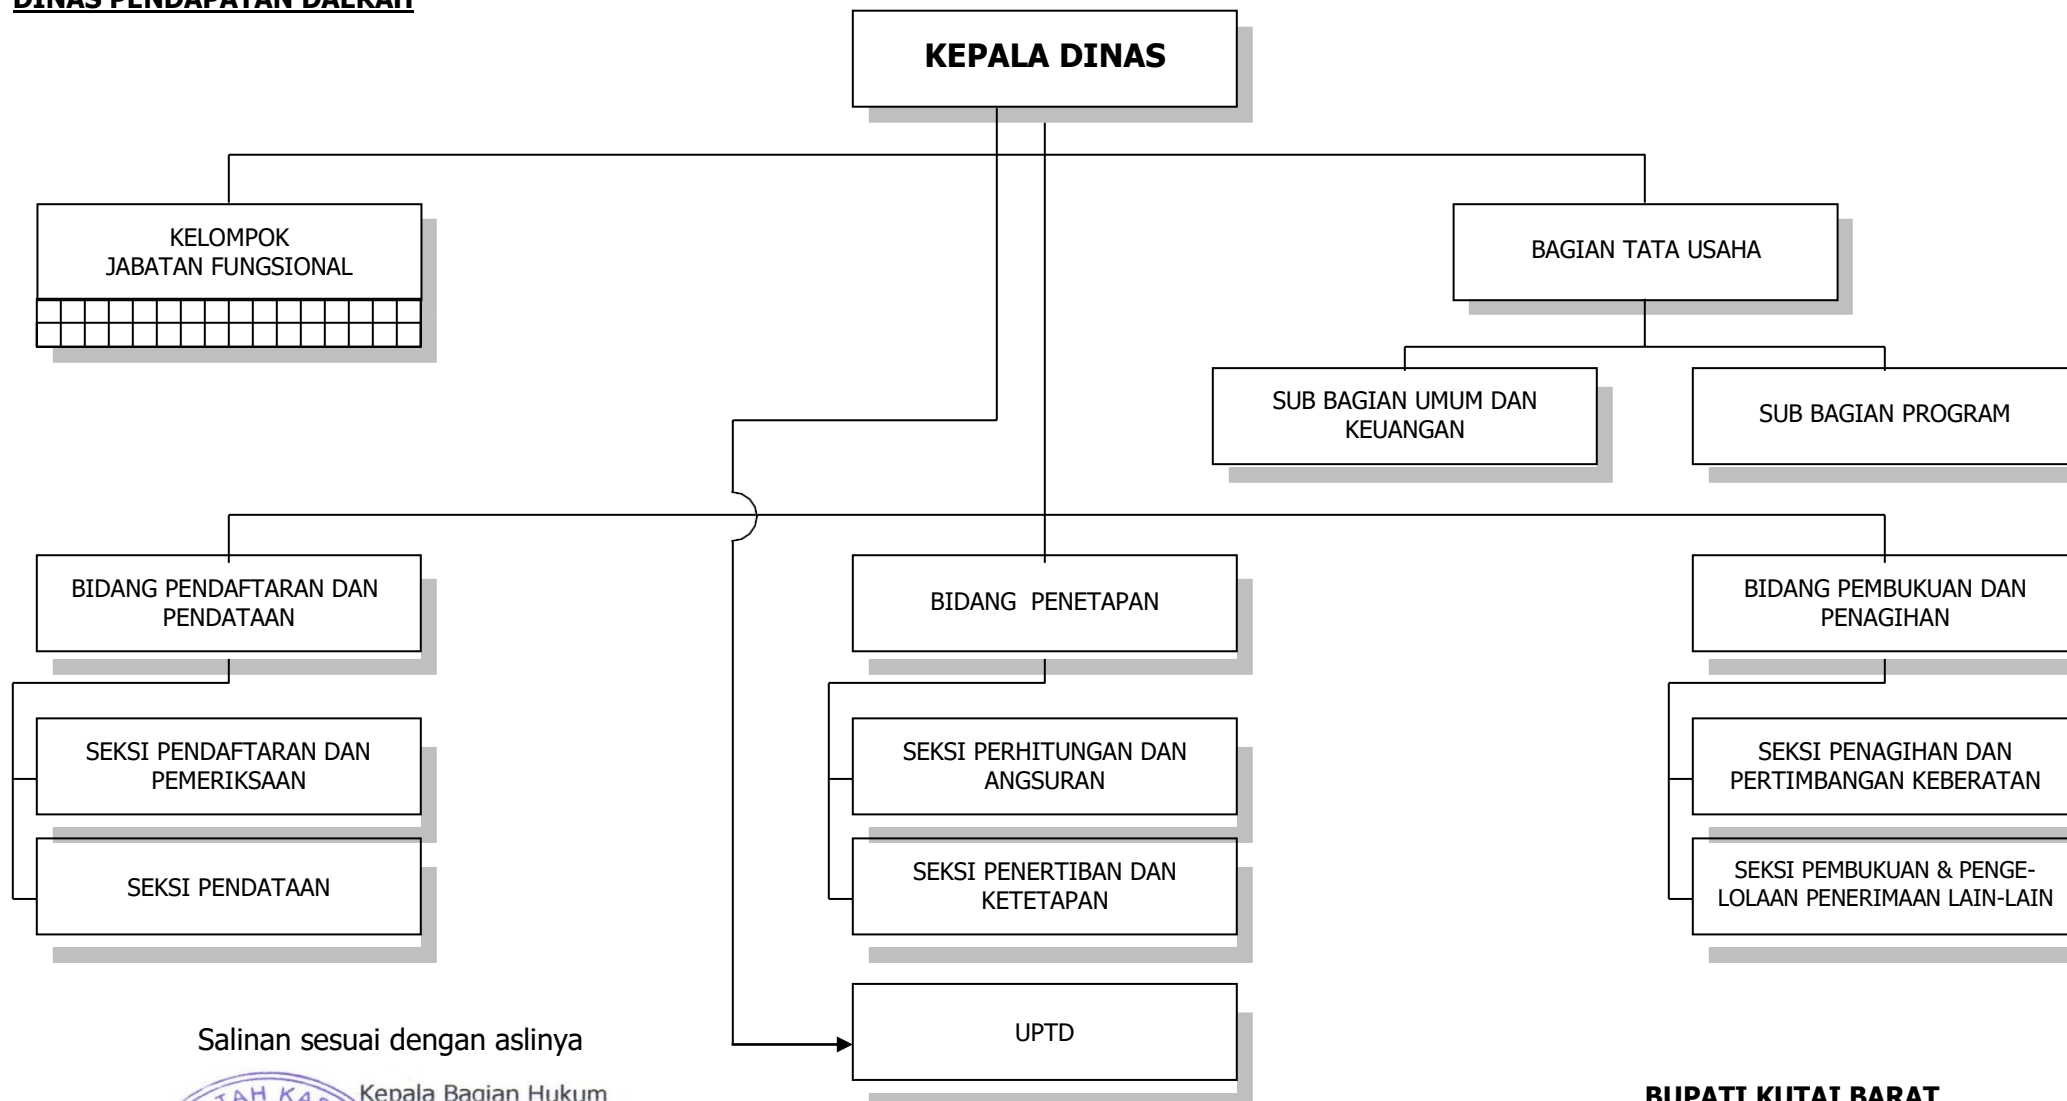 DINAS PENDAPATAN DAERAH
KEPALA DINAS
KELOMPOK
JABATAN FUNGSIONAL
BAGIAN TATA USAHA
SUB BAGIAN UMUM DAN
KEUANGAN
SUB BAGIAN PROGRAM
BIDANG PENDAFTARAN DAN
PENDATAAN
BIDANG PENETAPAN
BIDANG PEMBUKUAN DAN
PENAGIHAN
SEKSI PENDAFTARAN DAN
PEMERIKSAAN
SEKSI PERHITUNGAN DAN
ANGSURAN
SEKSI PENAGIHAN DAN
PERTIMBANGAN KEBERATAN
SEKSI PENDATAAN
SEKSI PENERTIBAN DAN
KETETAPAN
SEKSI PEMBUKUAN & PENGE-
LOLAAN PENERIMAAN LAIN-LAIN
UPTD
Salinan sesuai dengan aslinya
Kepala Bagian Hukum
BUPATI KUTAI BARAT